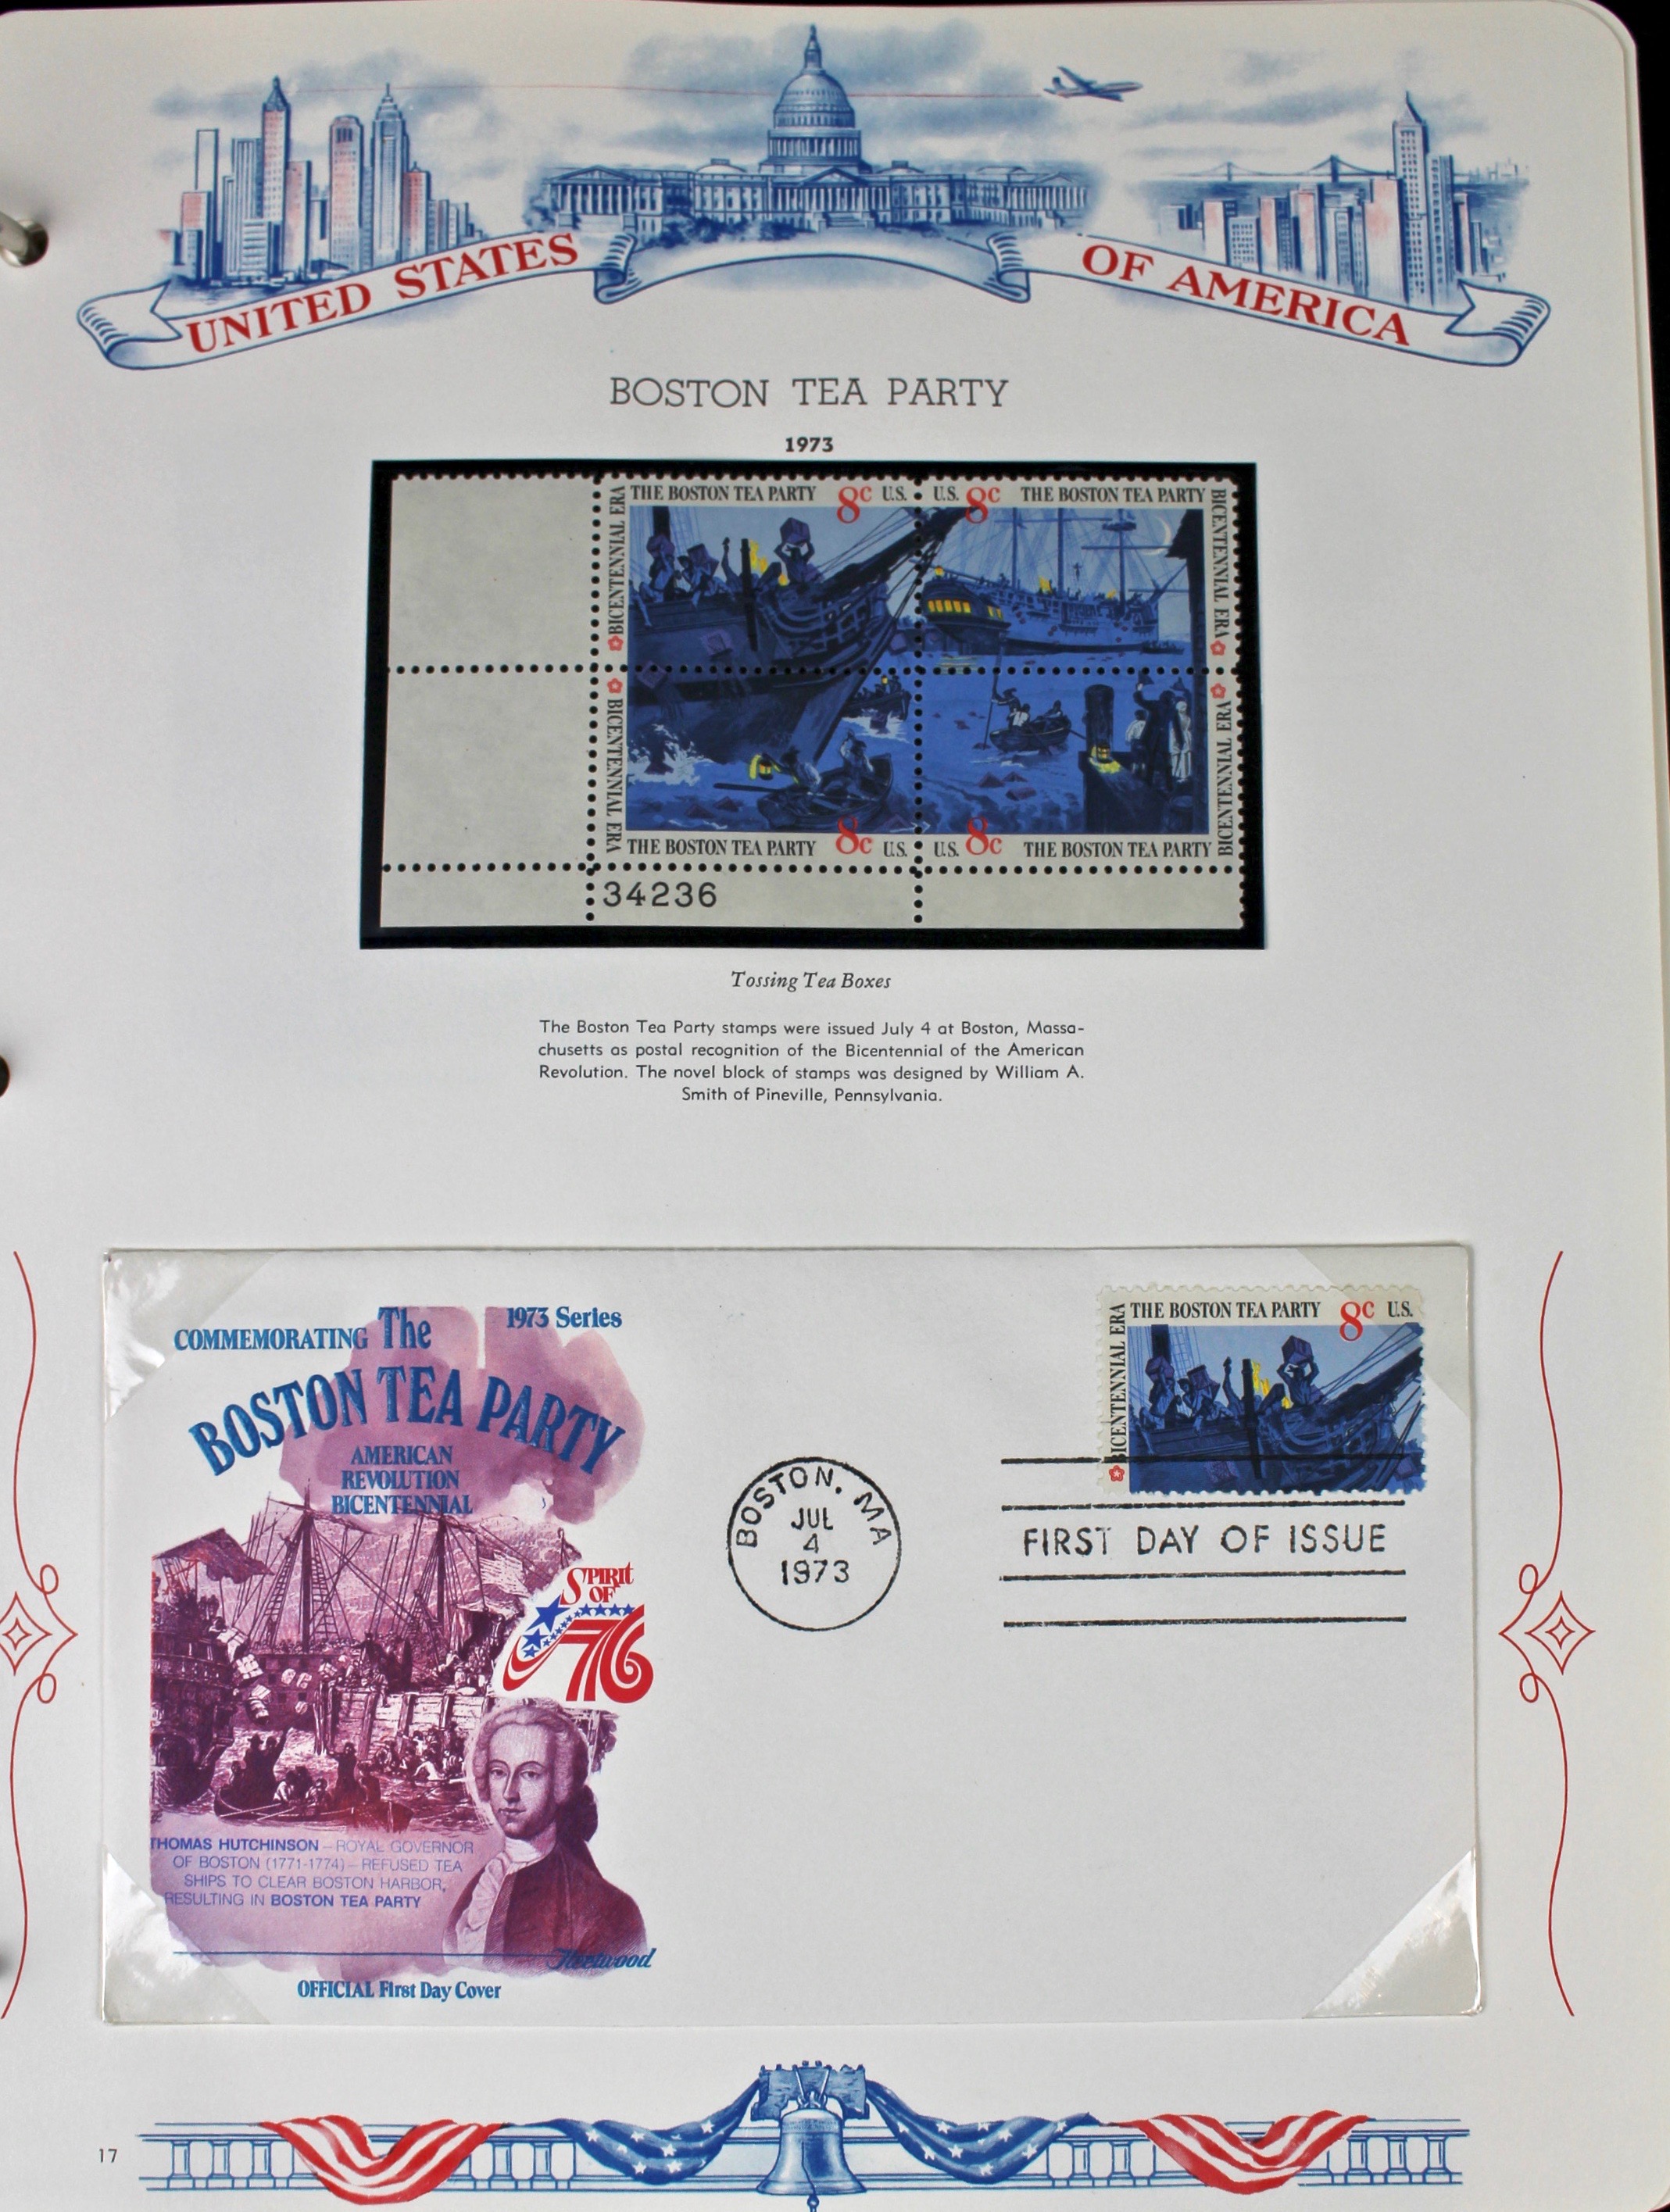 UNITED STATES OF AMERICA
BOSTON TEA PARTY
1973
THE BOSTON TEA PARTY 8c U.S.
BICENTENNIAL ERA
U.S. 8c THE BOSTON TEA PARTY
BICENTENNIAL ERA
BICENTENNIAL ERA
THE BOSTON TEA PARTY 8c U.S.
U.S. 8c THE BOSTON TEA PARTY
BICENTENNIAL ERA
34236
Tossing Tea Boxes
The Boston Tea Party stamps were issued July 4 at Boston, Massa-
chusetts as postal recognition of the Bicentennial of the American
Revolution. The novel block of stamps was designed by William A.
Smith of Pineville, Pennsylvania.
COMMEMORATING The
1973 Series
BOSTON TEA PARTY
AMERICAN
REVOLUTION
BICENTENNIAL
SPIRIT
OF
76
THOMAS HUTCHINSON – ROYAL GOVERNOR
OF BOSTON (1771-1774) – REFUSED TEA
SHIPS TO CLEAR BOSTON HARBOR,
RESULTING IN BOSTON TEA PARTY
Fleetwood
OFFICIAL First Day Cover
BOSTON, MA
JUL
4
1973
THE BOSTON TEA PARTY 8c U.S.
BICENTENNIAL ERA
FIRST DAY OF ISSUE
17